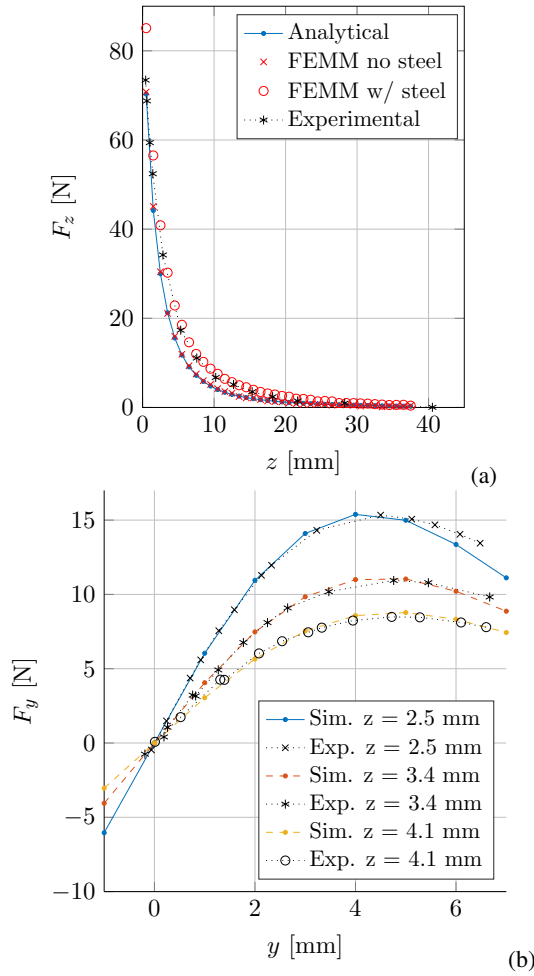 Analytical
FEMM no steel
FEMM w/ steel
Experimental
80
60
40
20
0
F_z [N]
0 10 20 30 40
z [mm]
(a)
15
10
5
0
−5
−10
F_y [N]
Sim. z = 2.5 mm
Exp. z = 2.5 mm
Sim. z = 3.4 mm
Exp. z = 3.4 mm
Sim. z = 4.1 mm
Exp. z = 4.1 mm
0 2 4 6
y [mm]
(b)